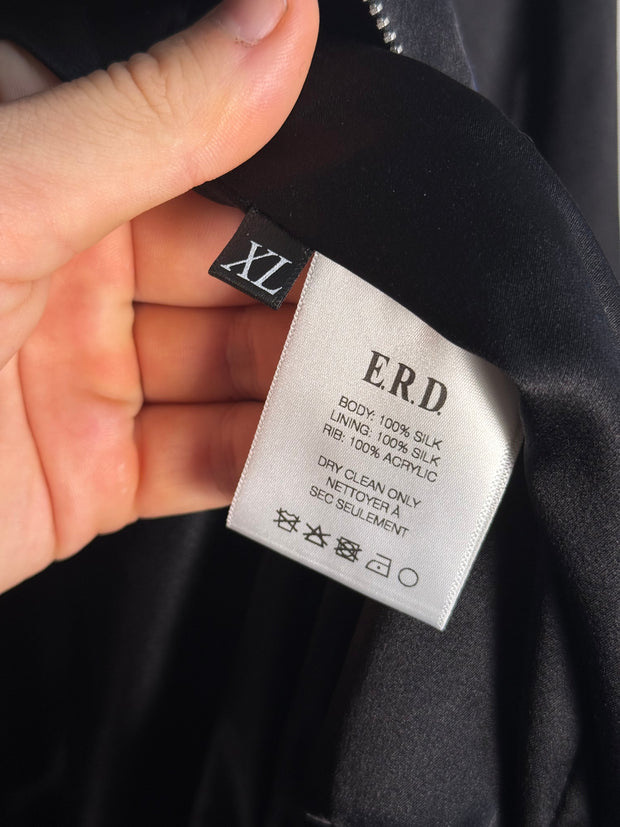 XL
E.R.D.
BODY: 100% SILK
LINING: 100% SILK
RIB: 100% ACRYLIC
DRY CLEAN ONLY
NETTOYER À
SEC SEULEMENT